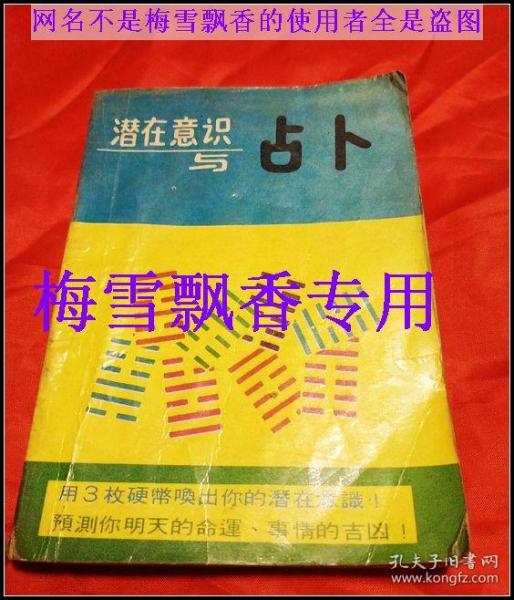 网名不是梅雪飘香的使用者全是盗图
潜在意识
与 占卜
梅雪飘香专用
用3枚硬幣喚出你的潛在意識！
預測你明天的命運、事情的吉凶！
孔夫子旧书网
www.kongfz.com